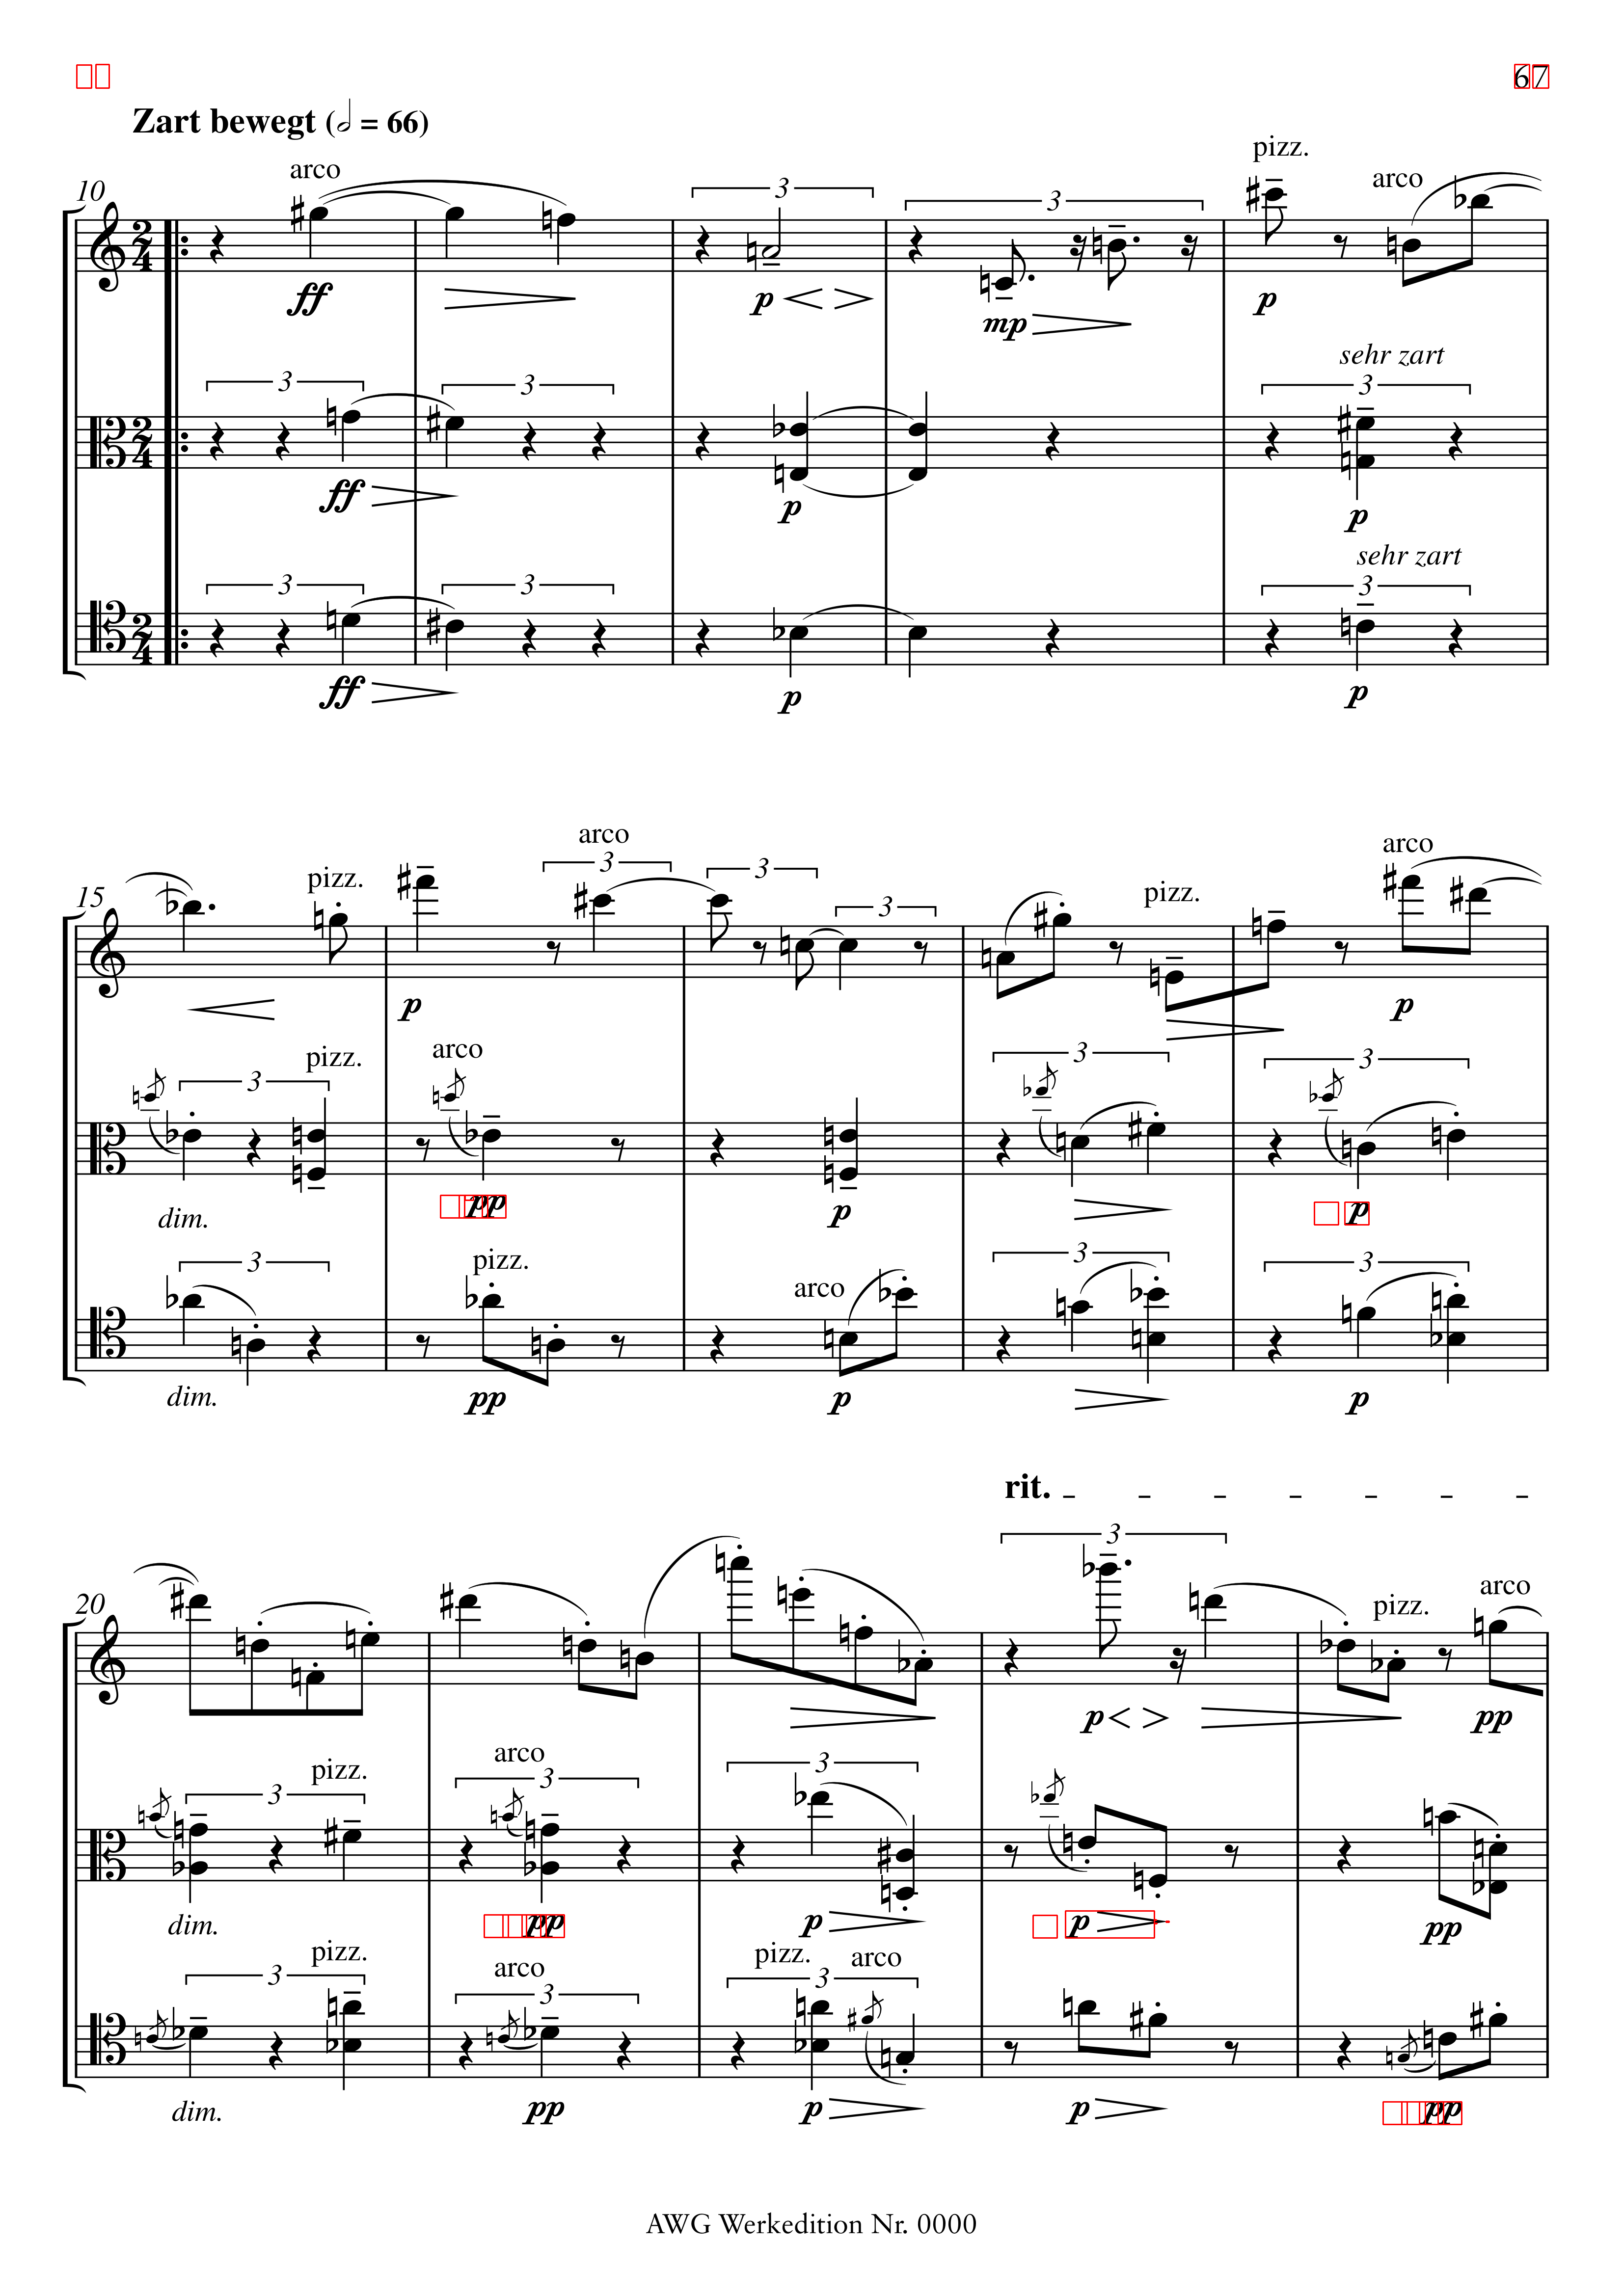 67
Zart bewegt (𝅗𝅥 = 66)
10 arco pizz. arco
3 3
ff p mp p
sehr zart
3 3 3
ff p p
sehr zart
3 3 3
ff p p
15 pizz. arco pizz. arco
3 3 3
p p
pizz. arco
3 3 3
dim. pp p p
pizz. arco
3 3 3
dim. pp p p
rit.
20 3 pizz. arco
p pp
pizz. arco
3 3 3
dim. pp p p pp
pizz. arco pizz. arco
3 3 3
dim. pp p p pp
AWG Werkedition Nr. 0000